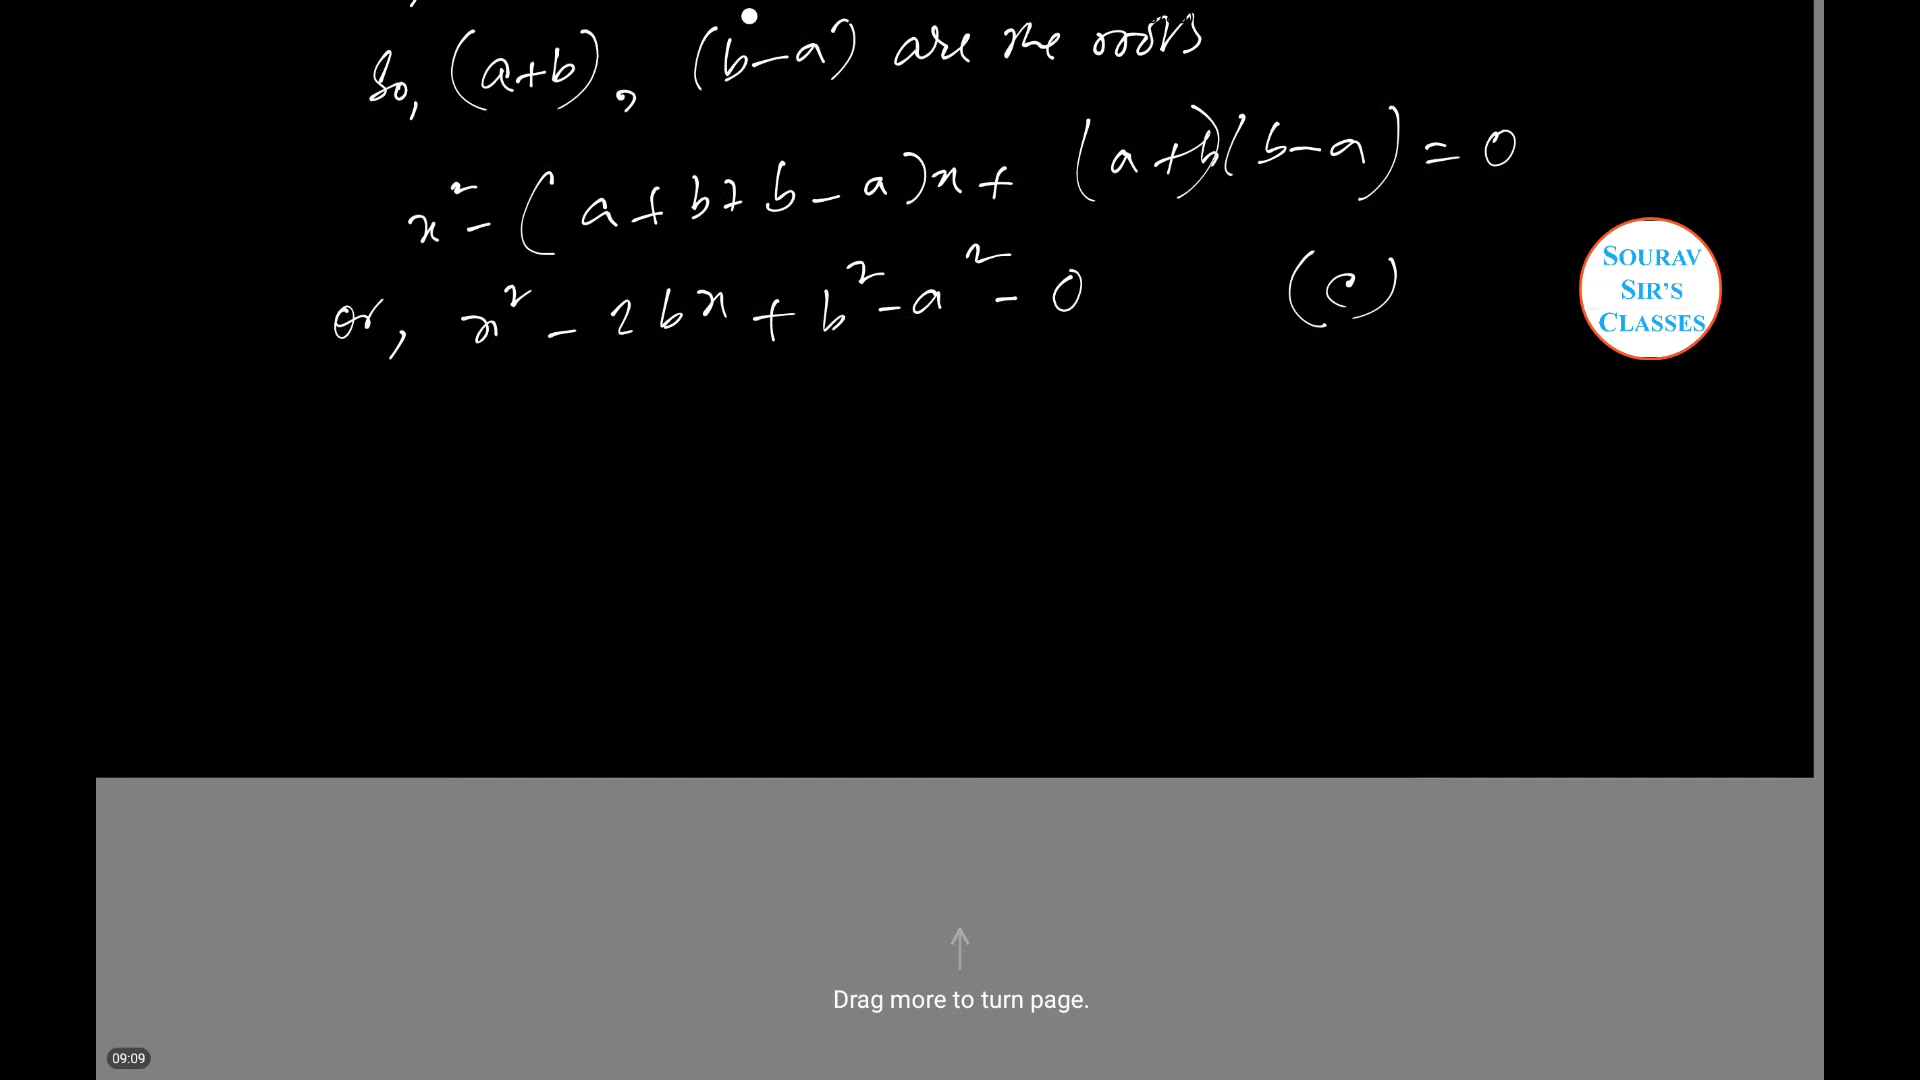 So, (a+b), (b-a) are the roots
x² - (a+b+b-a)x + (a+b)(b-a) = 0
or, x² - 2bx + b² - a² - 0 (c)
SOURAV
SIR'S
CLASSES
Drag more to turn page.
09:09